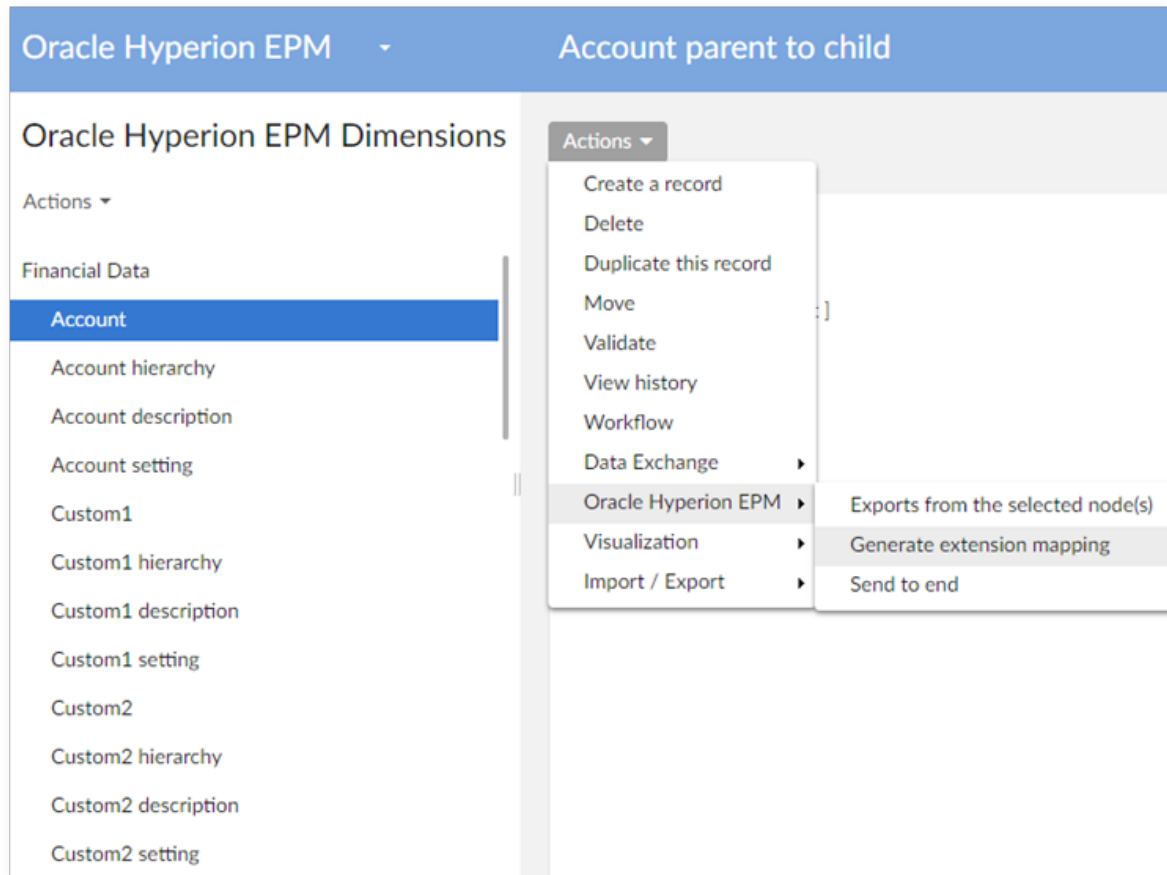 Oracle Hyperion EPM
Account parent to child
Oracle Hyperion EPM Dimensions
Actions
Financial Data
Account
Account hierarchy
Account description
Account setting
Custom1
Custom1 hierarchy
Custom1 description
Custom1 setting
Custom2
Custom2 hierarchy
Custom2 description
Custom2 setting
Actions
Create a record
Delete
Duplicate this record
Move
:]
Validate
View history
Workflow
Data Exchange
Oracle Hyperion EPM
Visualization
Import / Export
Exports from the selected node(s)
Generate extension mapping
Send to end